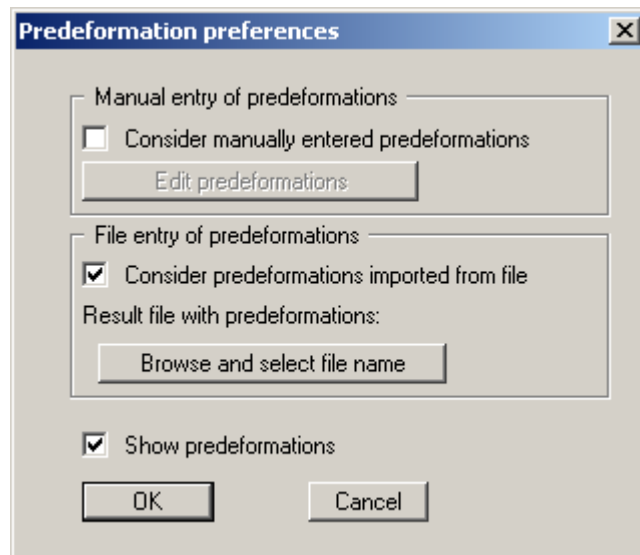 Predeformation preferences
Manual entry of predeformations
Consider manually entered predeformations
Edit predeformations
File entry of predeformations
Consider predeformations imported from file
Result file with predeformations:
Browse and select file name
Show predeformations
OK
Cancel